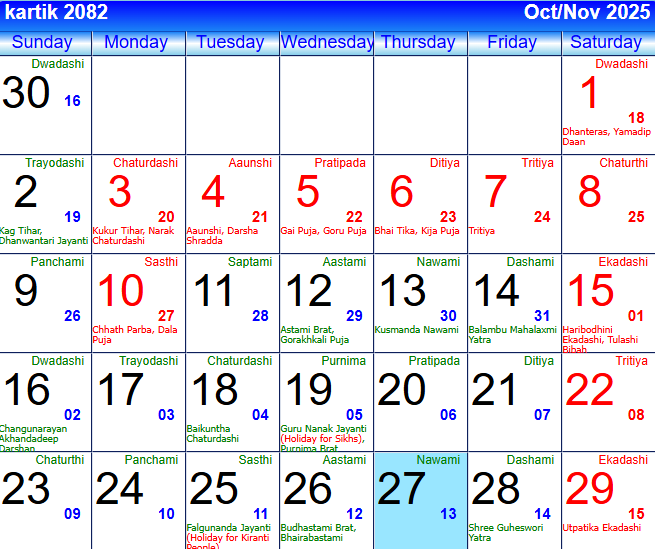 kartik 2082 Oct/Nov 2025
Sunday Monday Tuesday Wednesday Thursday Friday Saturday
Dwadashi
30 16
Dwadashi
1 18
Dhanteras, Yamadip
Daan
Trayodashi
2 19
Kag Tihar,
Dhanwantari Jayanti
Chaturdashi
3 20
Kukur Tihar, Narak
Chaturdashi
Aaunshi
4 21
Aaunshi, Darsha
Shradda
Pratipada
5 22
Gai Puja, Goru Puja
Ditiya
6 23
Bhai Tika, Kija Puja
Tritiya
7 24
Tritiya
Chaturthi
8 25
Panchami
9 26
Sasthi
10 27
Chhath Parba, Dala
Puja
Saptami
11 28
Aastami
12 29
Astami Brat,
Gorakhkali Puja
Nawami
13 30
Kusmanda Nawami
Dashami
14 31
Balambu Mahalaxmi
Yatra
Ekadashi
15 01
Haribodhini
Ekadashi, Tulashi
Bibah
Dwadashi
16 02
Changunarayan
Akhandadeep
Darshan
Trayodashi
17 03
Chaturdashi
18 04
Baikuntha
Chaturdashi
Purnima
19 05
Guru Nanak Jayanti
(Holiday for Sikhs),
Purnima Brat
Pratipada
20 06
Ditiya
21 07
Tritiya
22 08
Chaturthi
23 09
Panchami
24 10
Sasthi
25 11
Falgunanda Jayanti
(Holiday for Kiranti
People)
Aastami
26 12
Budhastami Brat,
Bhairabastami
Nawami
27 13
Dashami
28 14
Shree Guheswori
Yatra
Ekadashi
29 15
Utpatika Ekadashi